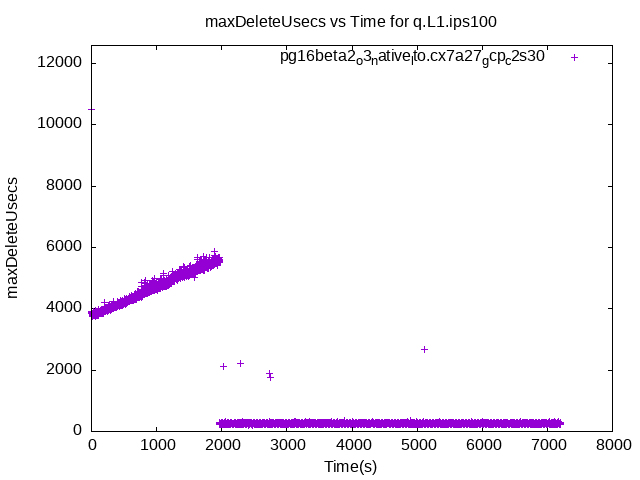 maxDeleteUsecs vs Time for q.L1.ips100
pg16beta2_o3_native_lto.cx7a27_gcp_c2s30
12000
10000
8000
6000
4000
2000
0
maxDeleteUsecs
0 1000 2000 3000 4000 5000 6000 7000 8000
Time(s)